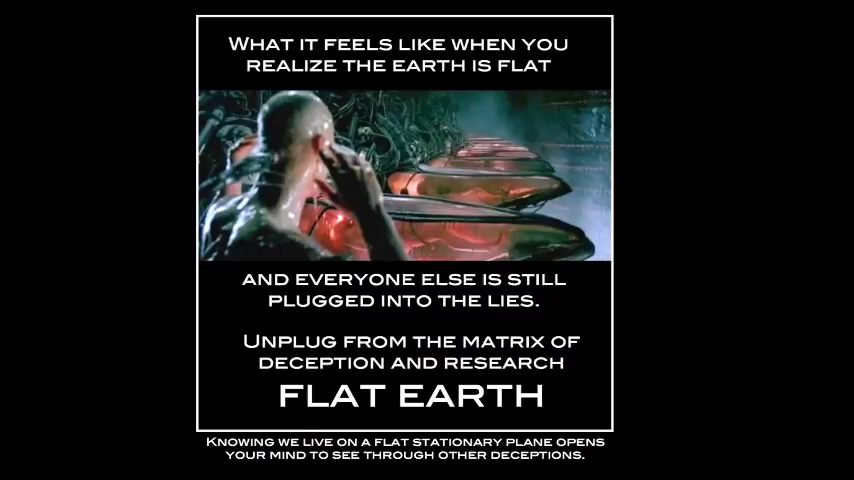 What it feels like when you
realize the earth is flat
and everyone else is still
plugged into the lies.
Unplug from the matrix of
deception and research
FLAT EARTH
Knowing we live on a flat stationary plane opens
your mind to see through other deceptions.